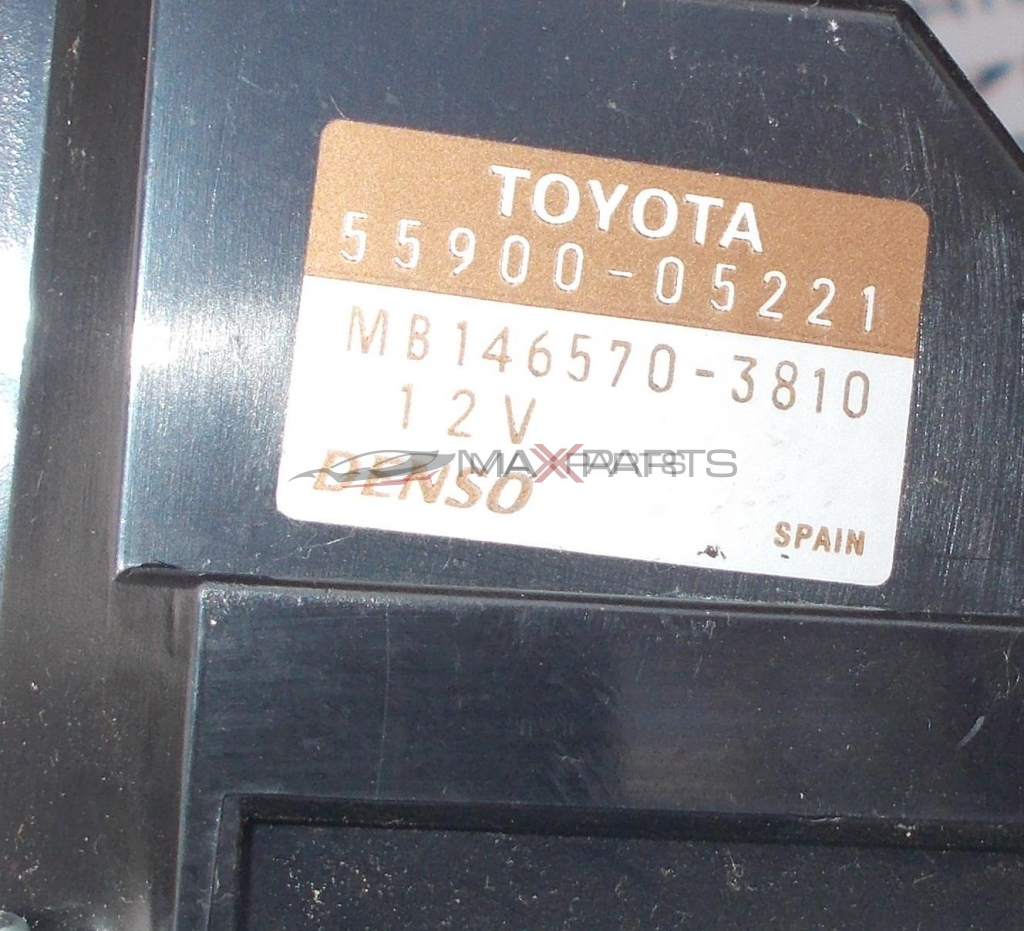 TOYOTA
55900-05221
MB146570-3810
12V
MAXPARTS
DENSO
SPAIN